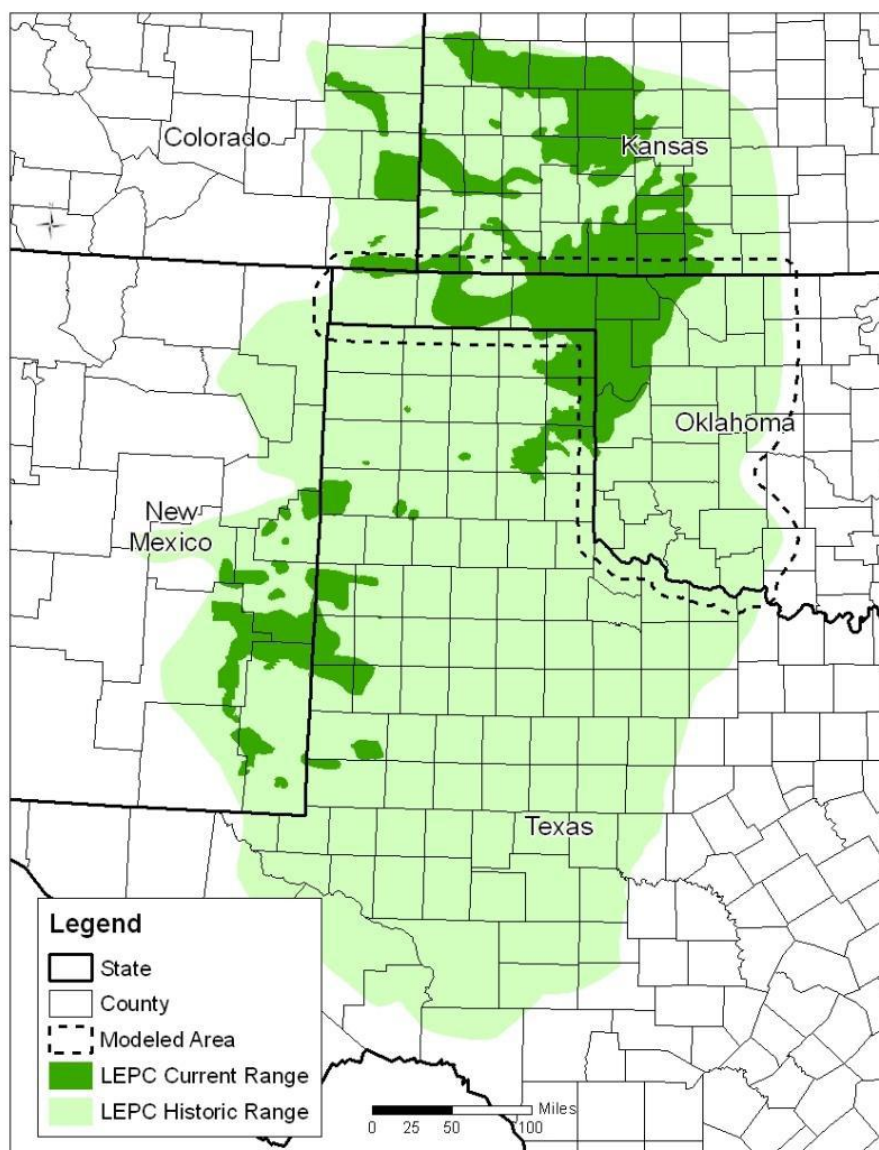 Colorado
Kansas
Oklahoma
New
Mexico
Texas
Legend
State
County
Modeled Area
LEPC Current Range
LEPC Historic Range
Miles
0 25 50 100